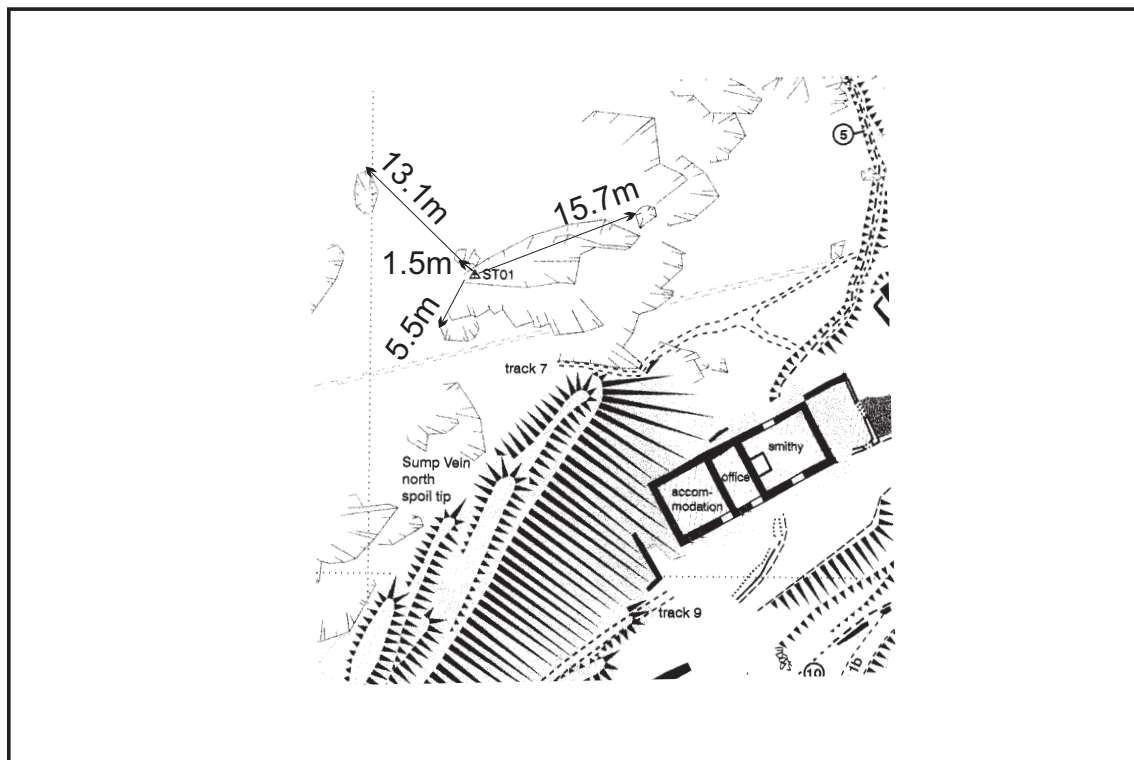 5
13.1m
15.7m
1.5m
ST01
5.5m
track 7
smithy
Sump Vein
north
spoil tip
office
accom-
modation
track 9
10
1b